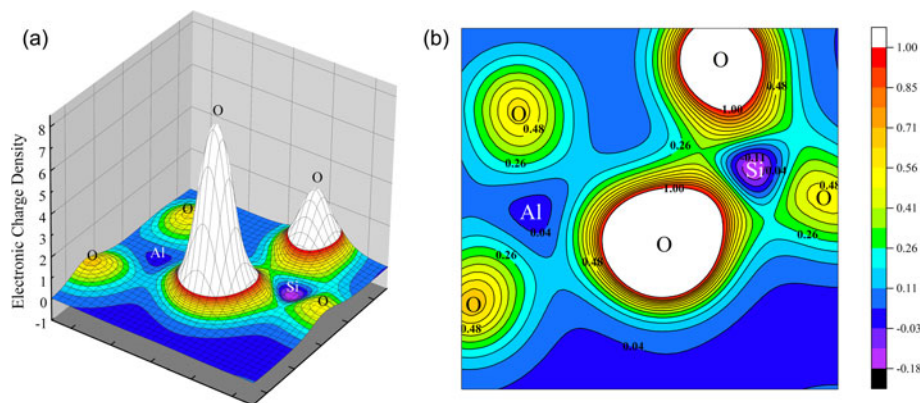 (a)
Electronic Charge Density
8
7
6
5
4
3
2
1
0
-1
O
O
O
Al
O
Si
O
(b)
O
0.48
1.00
O
0.48
0.26
0.26
-0.11
0.04
Si
1.00
0.48
O
Al
0.04
O
0.26
0.48
0.26
O
0.48
0.04
1.00
0.85
0.71
0.56
0.41
0.26
0.11
-0.03
-0.18